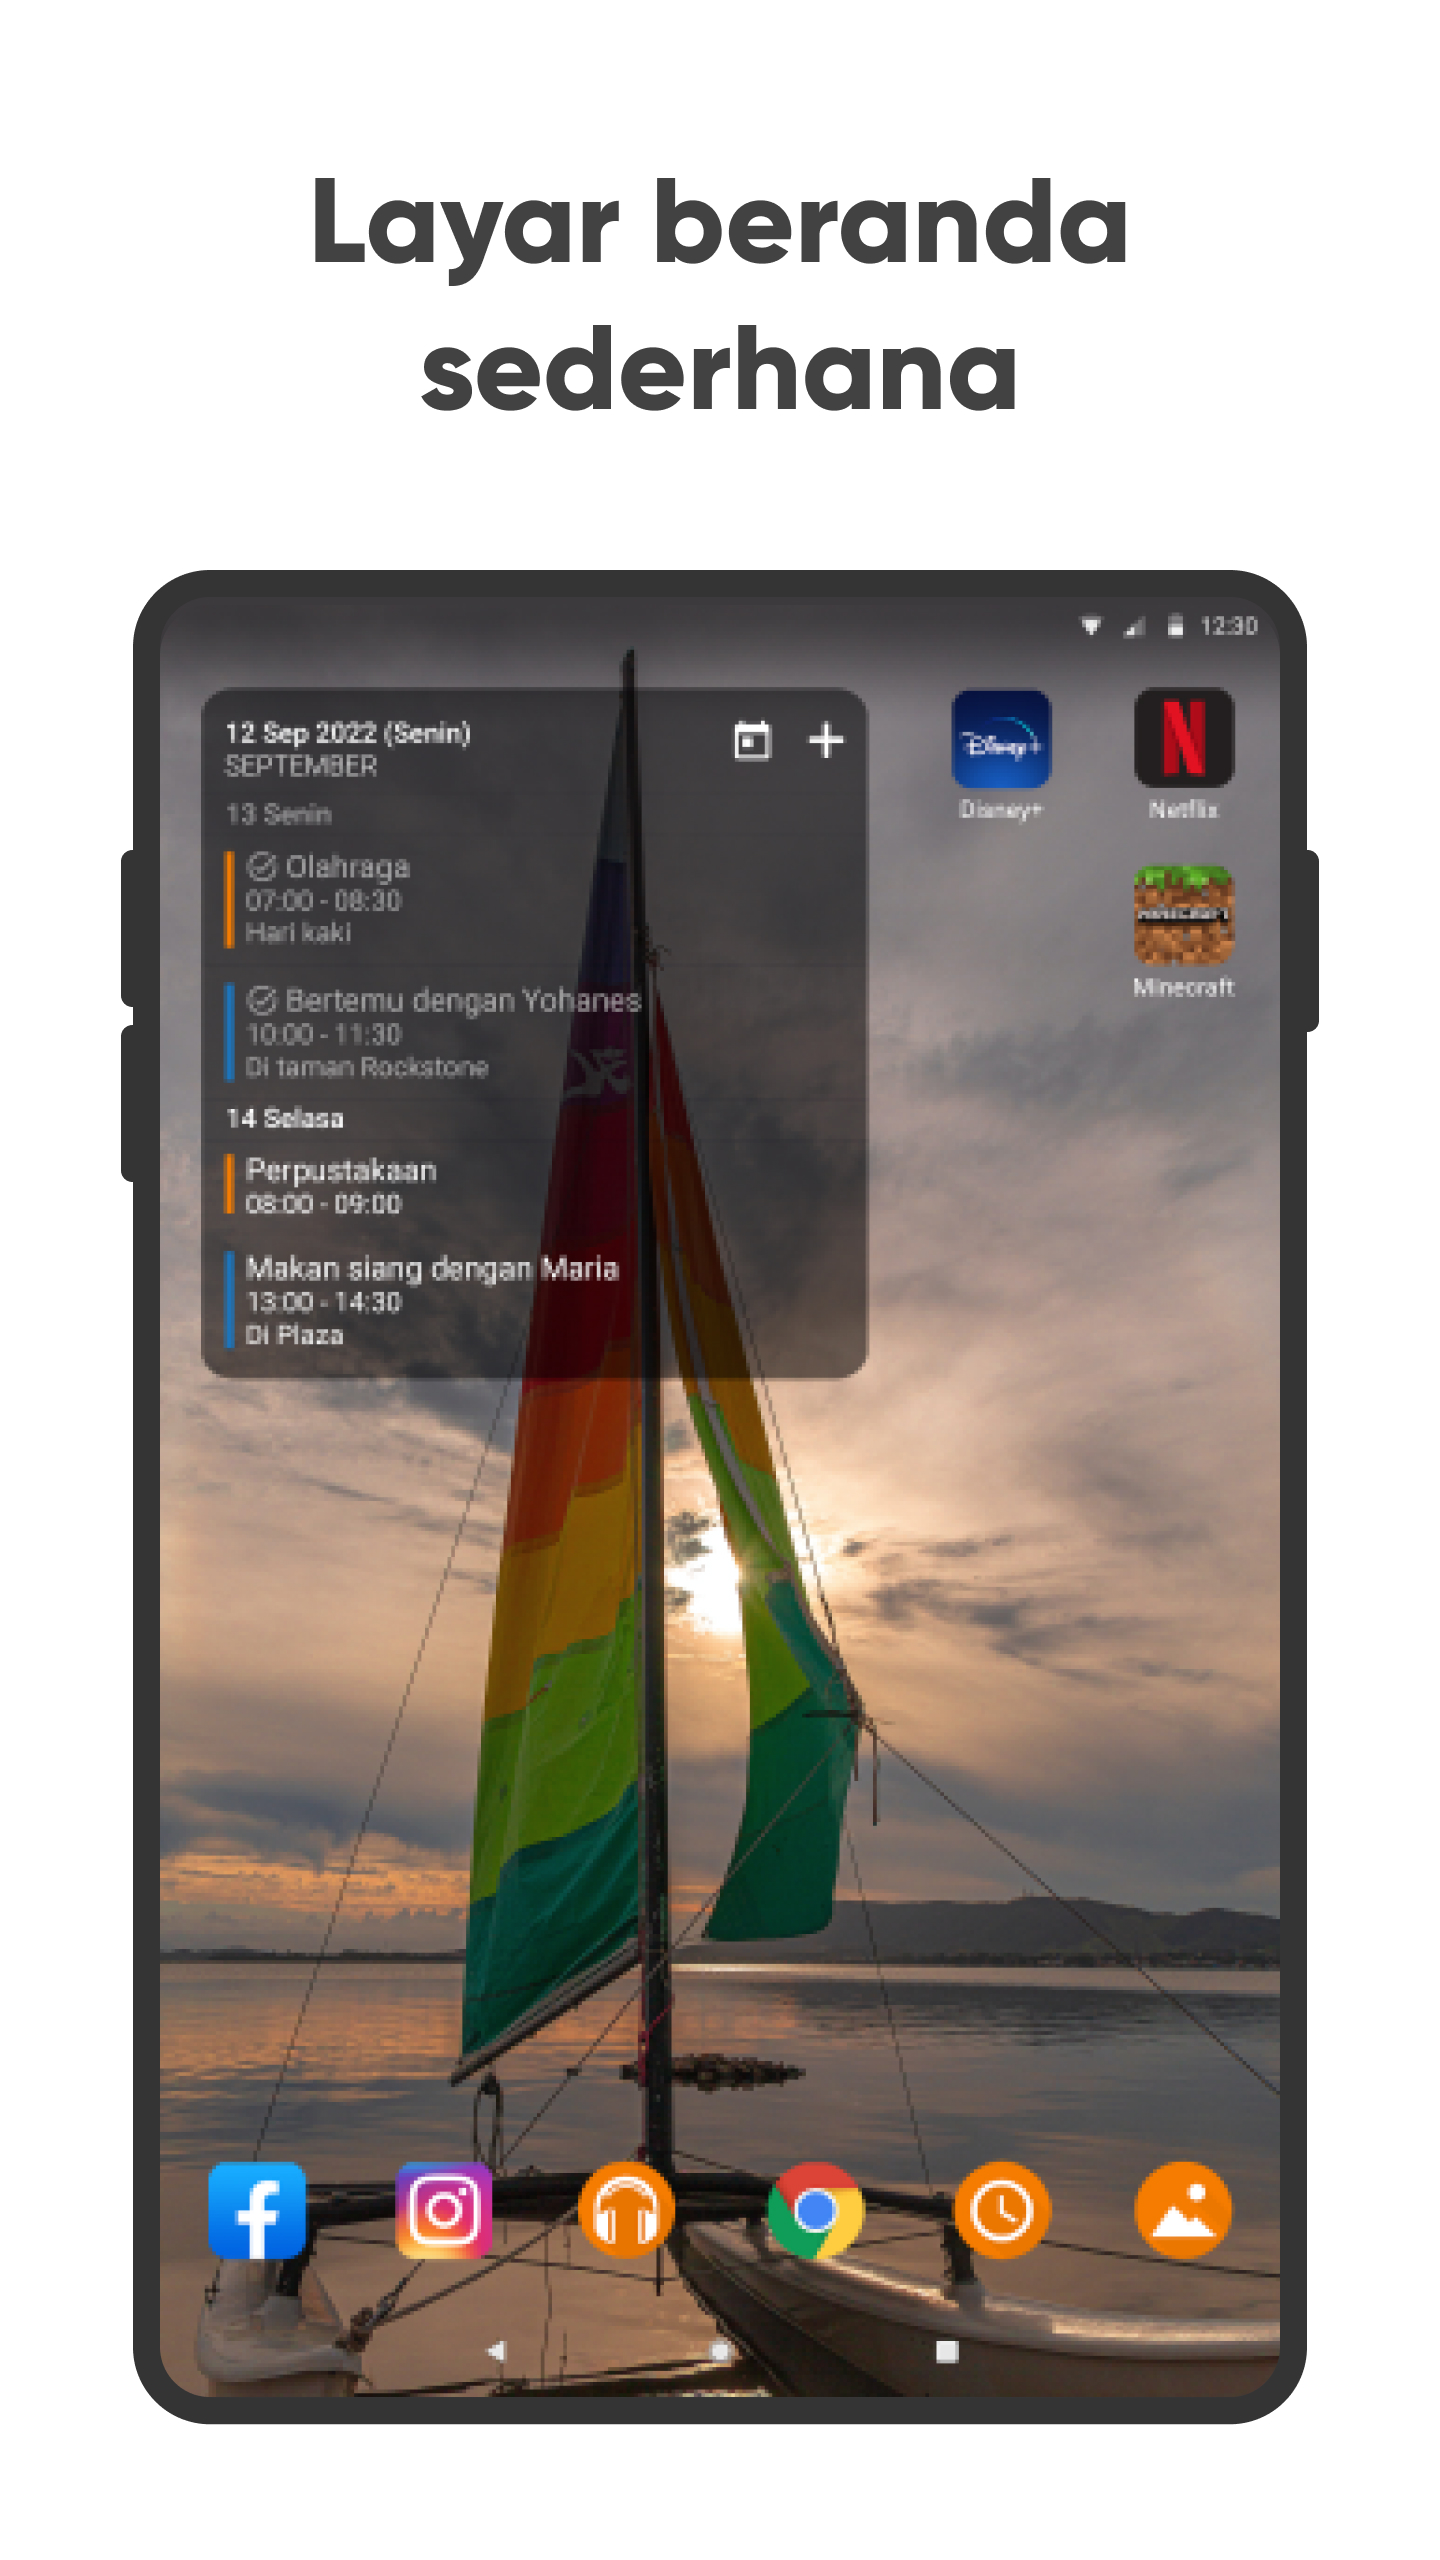 Layar beranda
sederhana
12:30
12 Sep 2022 (Senin)
SEPTEMBER
13 Senin
Olahraga
07:00 - 08:30
Hari kaki
Bertemu dengan Yohanes
10:00 - 11:30
Di taman Rockstone
14 Selasa
Perpustakaan
08:00 - 09:00
Makan siang dengan Maria
13:00 - 14:30
Di Plaza
Disney+
Disney+
N
Netflix
MINECRAFT
Minecraft